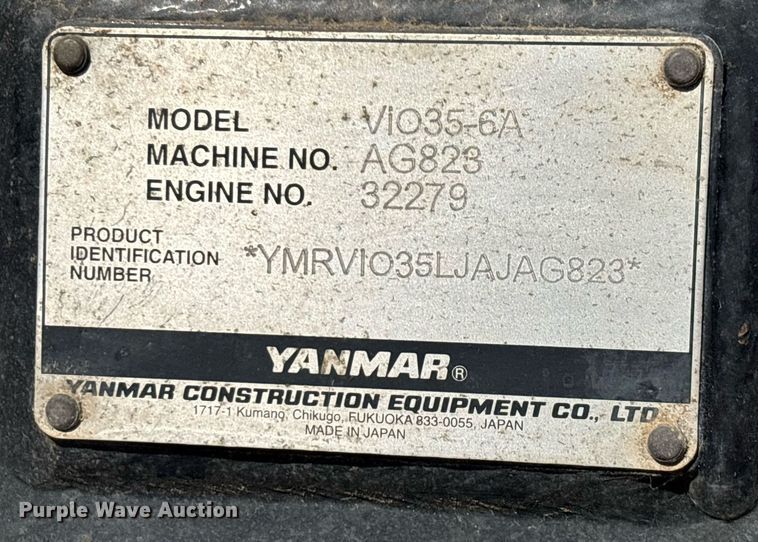 MODEL VIO35-6A
MACHINE NO. AG823
ENGINE NO. 32279
PRODUCT
IDENTIFICATION
NUMBER
*YMRVIO35LJAJAG823*
YANMAR®
YANMAR CONSTRUCTION EQUIPMENT CO., LTD
1717-1 Kumano, Chikugo, FUKUOKA 833-0055, JAPAN
MADE IN JAPAN
Purple Wave Auction